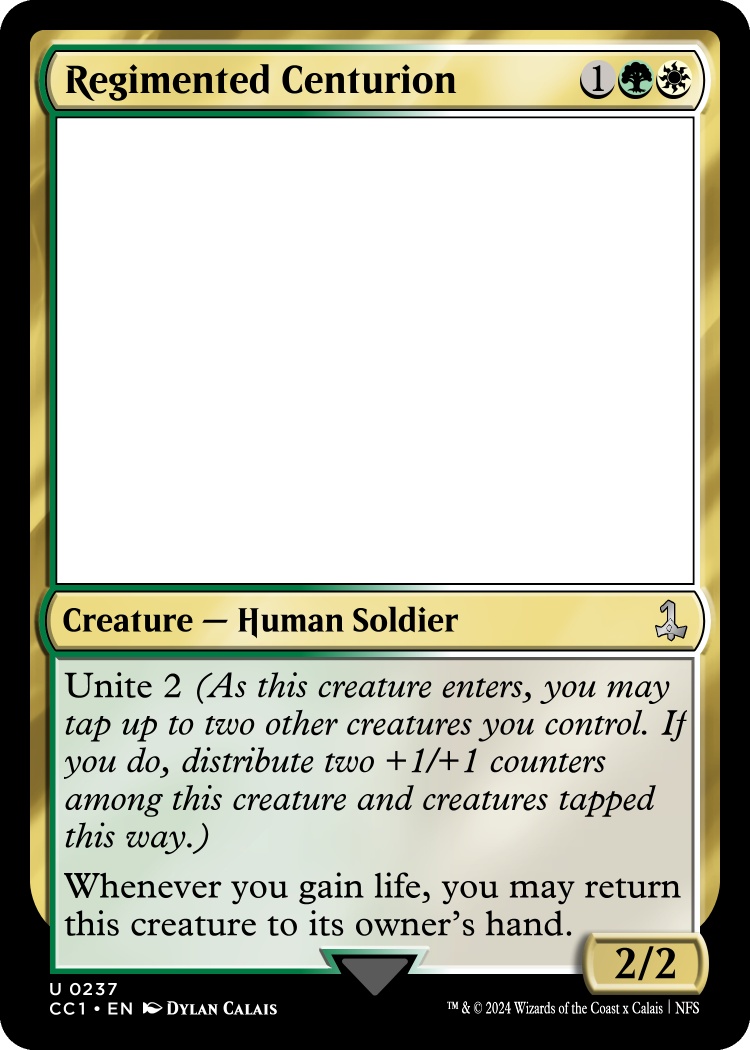 Regimented Centurion 1
Creature — Human Soldier
Unite 2 (As this creature enters, you may
tap up to two other creatures you control. If
you do, distribute two +1/+1 counters
among this creature and creatures tapped
this way.)
Whenever you gain life, you may return
this creature to its owner's hand.
2/2
U 0237
CC1 • EN DYLAN CALAIS
™ & © 2024 Wizards of the Coast x Calais | NFS